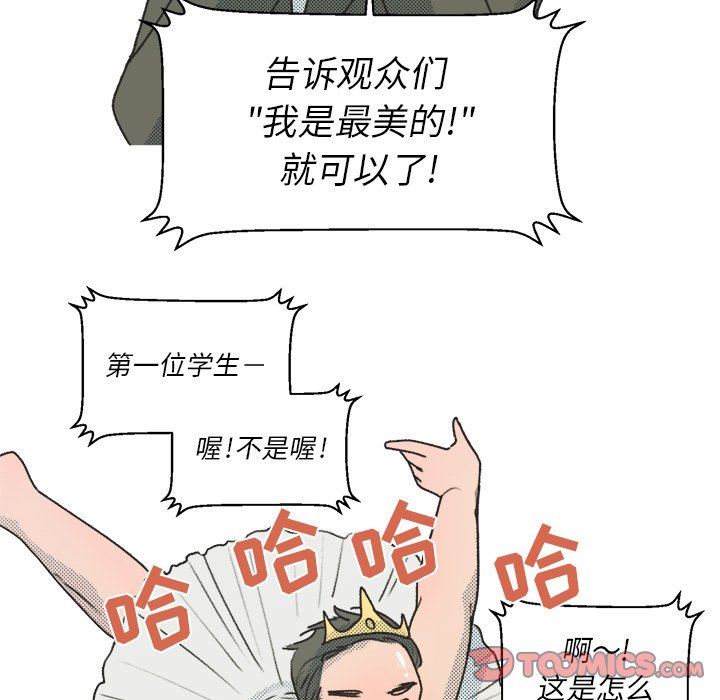 告诉观众们
"我是最美的!"
就可以了!
第一位学生—
喔!不是喔!
哈 哈 哈 哈
啊~!
这是怎么
TOOMICS.COM